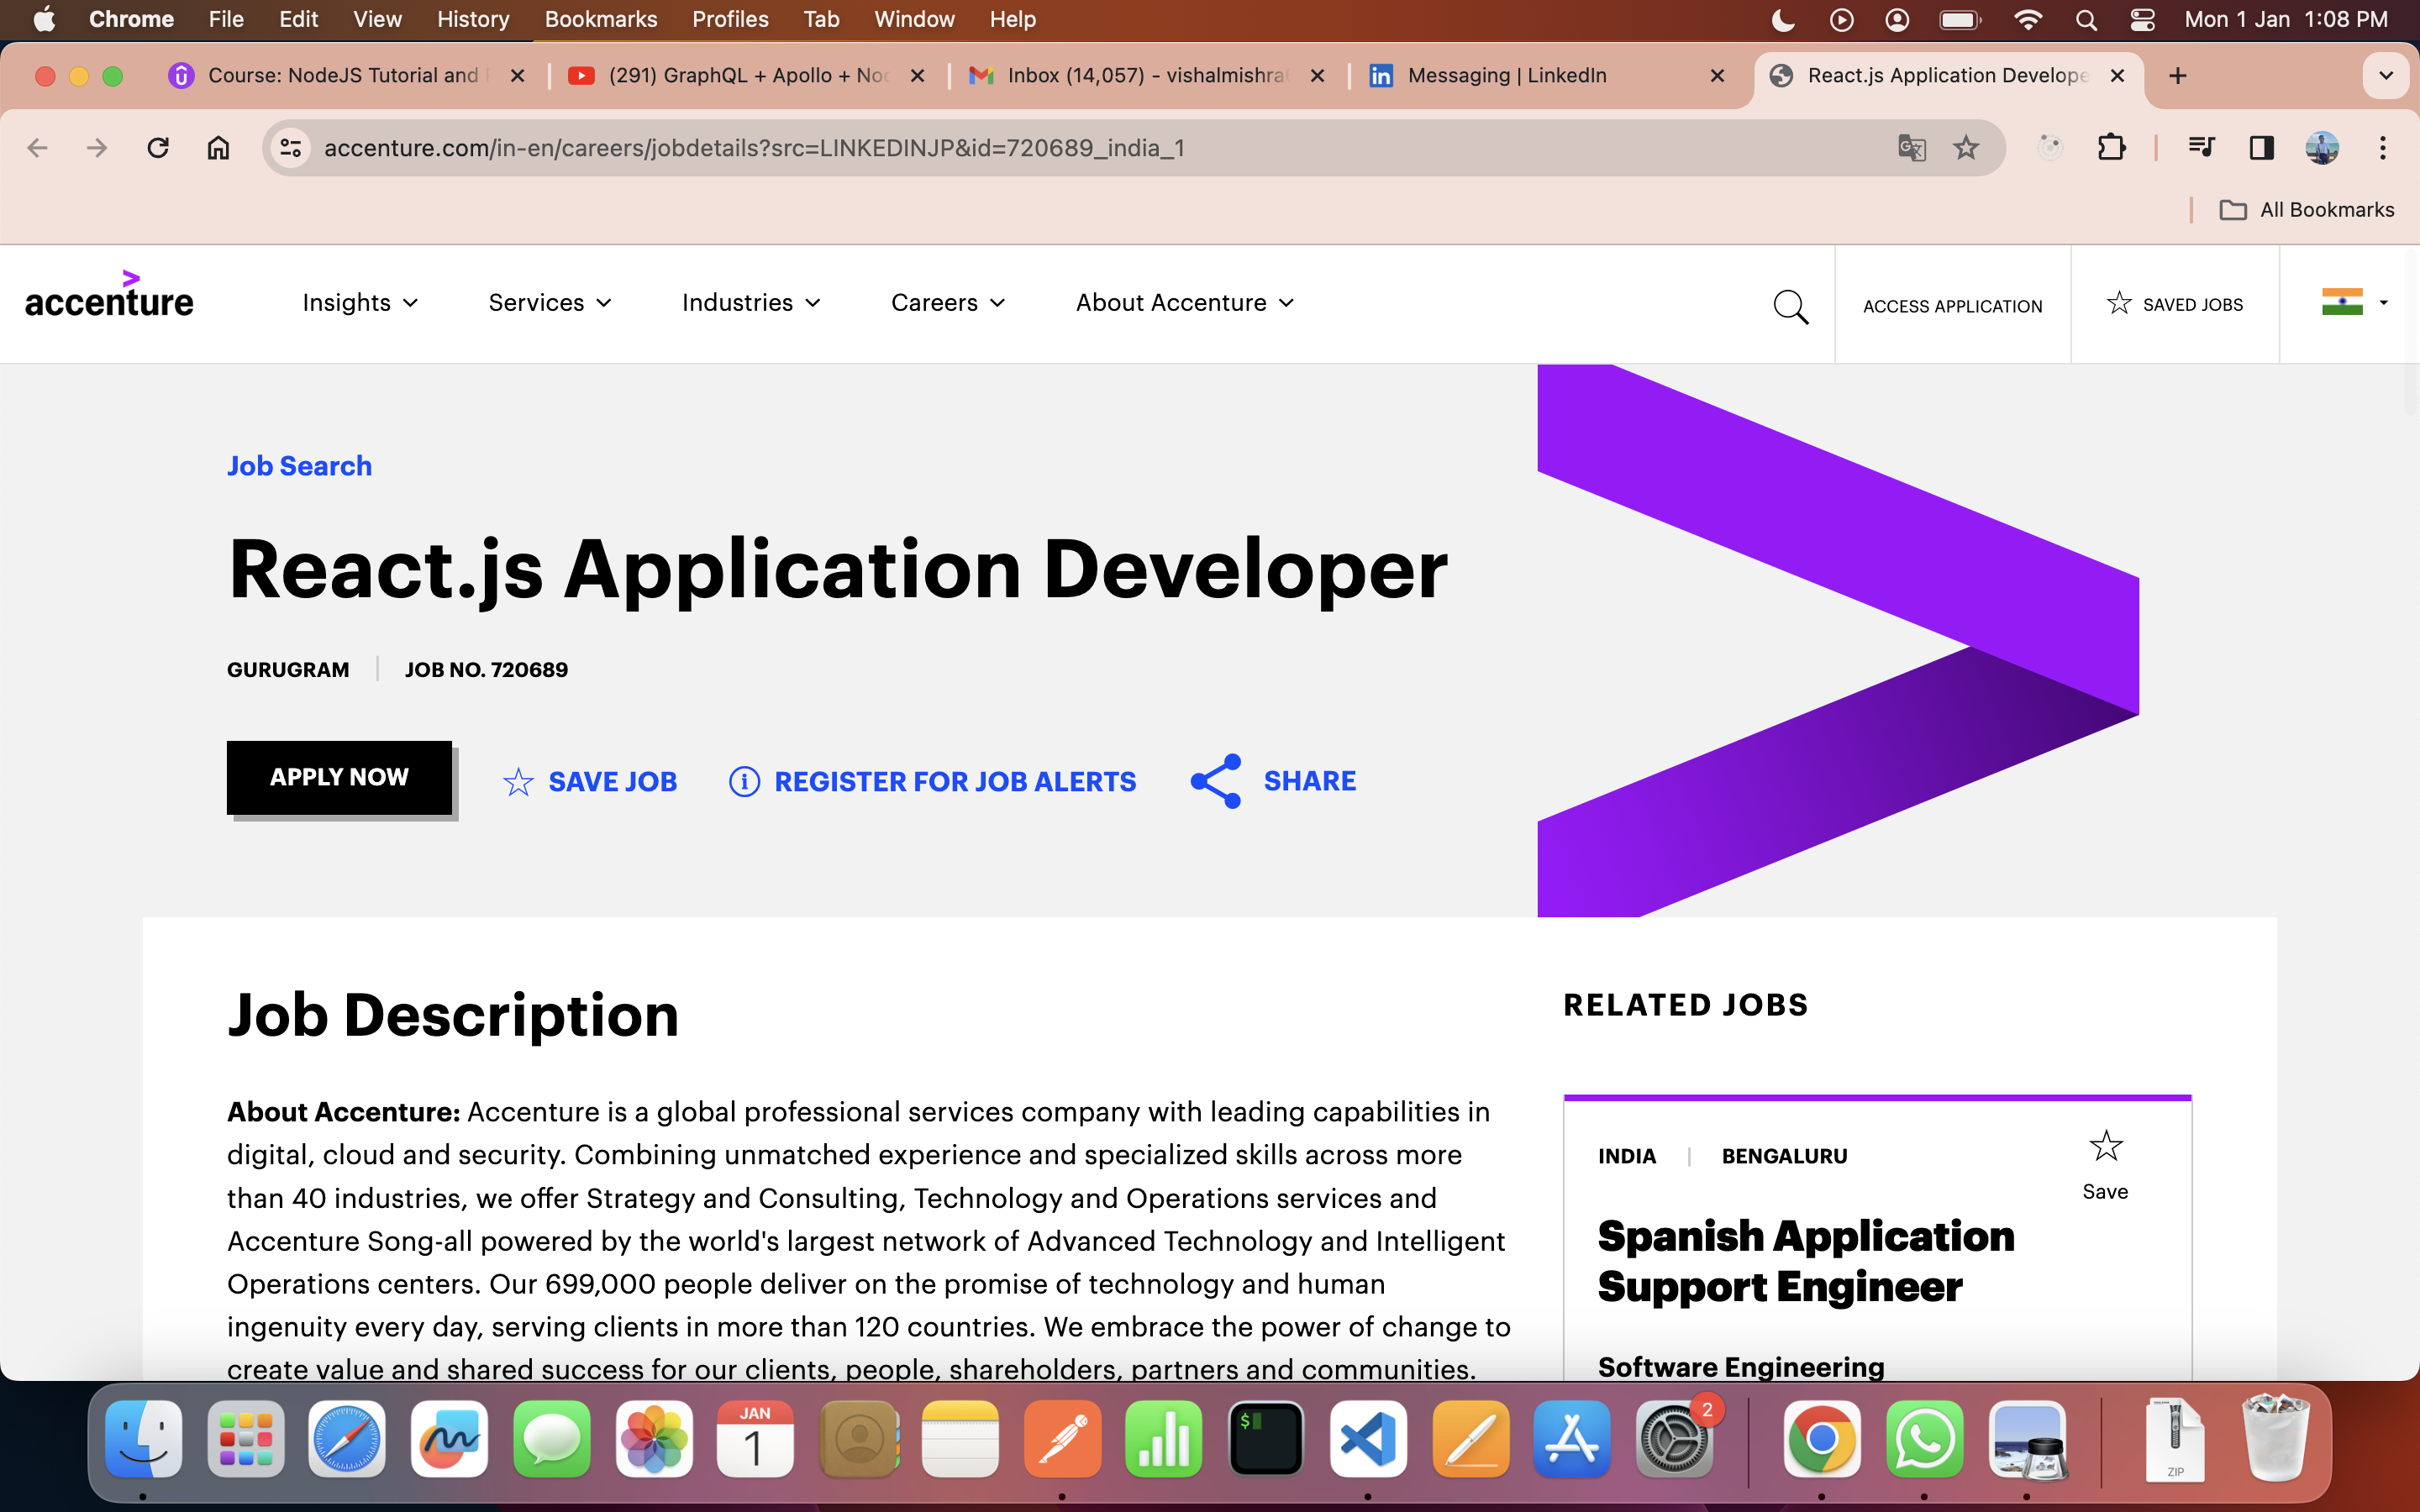 Chrome File Edit View History Bookmarks Profiles Tab Window Help Mon 1 Jan 1:08 PM
Course: NodeJS Tutorial and (291) GraphQL + Apollo + No Inbox (14,057) - vishalmishra Messaging | LinkedIn React.js Application Develope
accenture.com/in-en/careers/jobdetails?src=LINKEDINJP&id=720689_india_1
All Bookmarks
accenture Insights Services Industries Careers About Accenture ACCESS APPLICATION SAVED JOBS
Job Search
React.js Application Developer
GURUGRAM JOB NO. 720689
APPLY NOW SAVE JOB REGISTER FOR JOB ALERTS SHARE
Job Description
About Accenture: Accenture is a global professional services company with leading capabilities in
digital, cloud and security. Combining unmatched experience and specialized skills across more
than 40 industries, we offer Strategy and Consulting, Technology and Operations services and
Accenture Song-all powered by the world's largest network of Advanced Technology and Intelligent
Operations centers. Our 699,000 people deliver on the promise of technology and human
ingenuity every day, serving clients in more than 120 countries. We embrace the power of change to
create value and shared success for our clients, people, shareholders, partners and communities.
RELATED JOBS
INDIA BENGALURU
Save
Spanish Application
Support Engineer
Software Engineering
JAN
1
$
2
ZIP